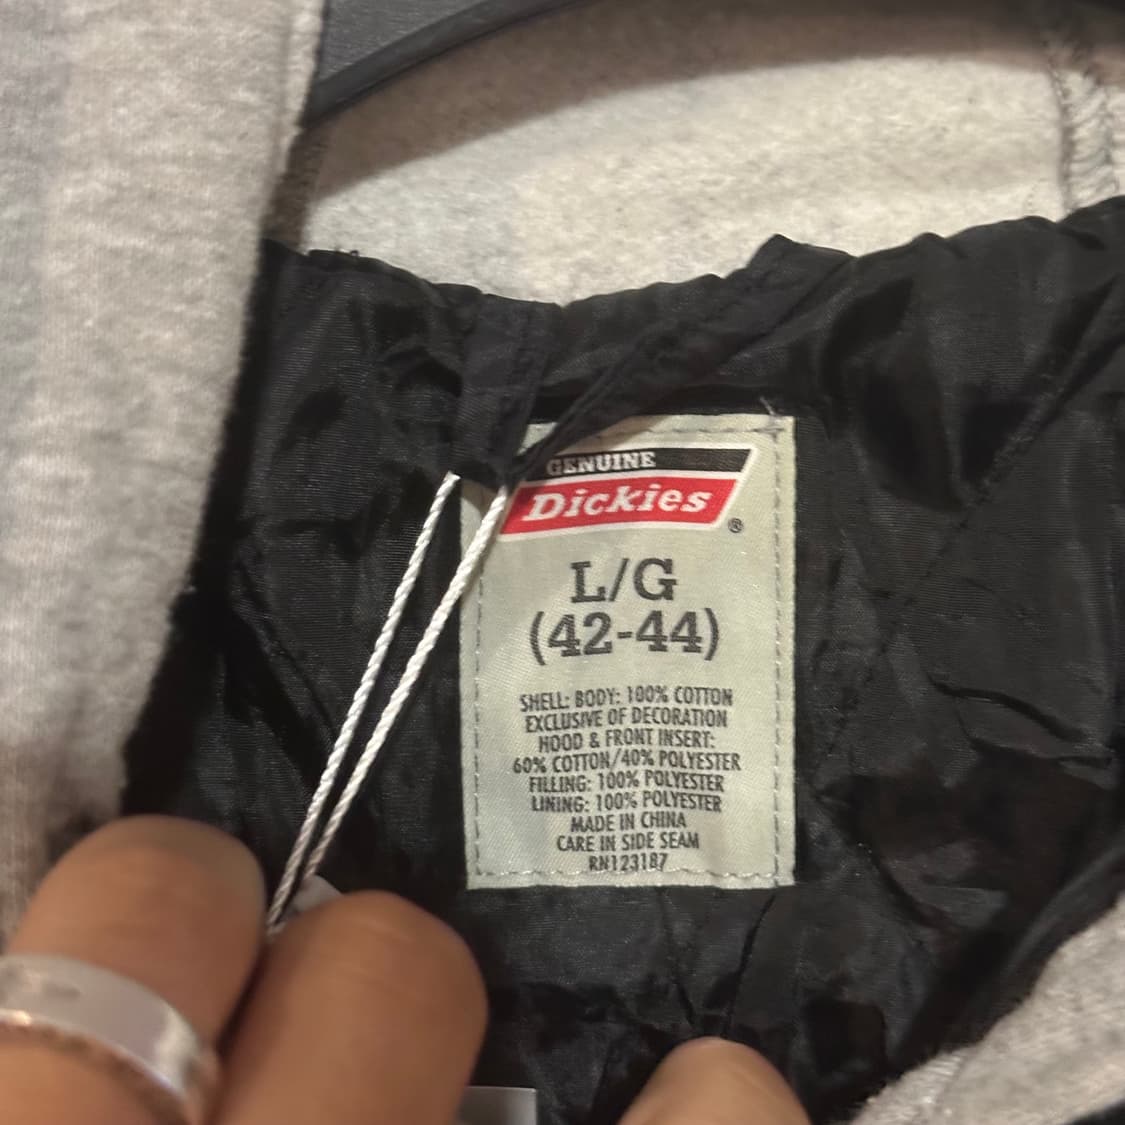 GENUINE
Dickies
®
L/G
(42-44)
SHELL: BODY: 100% COTTON
EXCLUSIVE OF DECORATION
HOOD & FRONT INSERT:
60% COTTON/40% POLYESTER
FILLING: 100% POLYESTER
LINING: 100% POLYESTER
MADE IN CHINA
CARE IN SIDE SEAM
RN123187